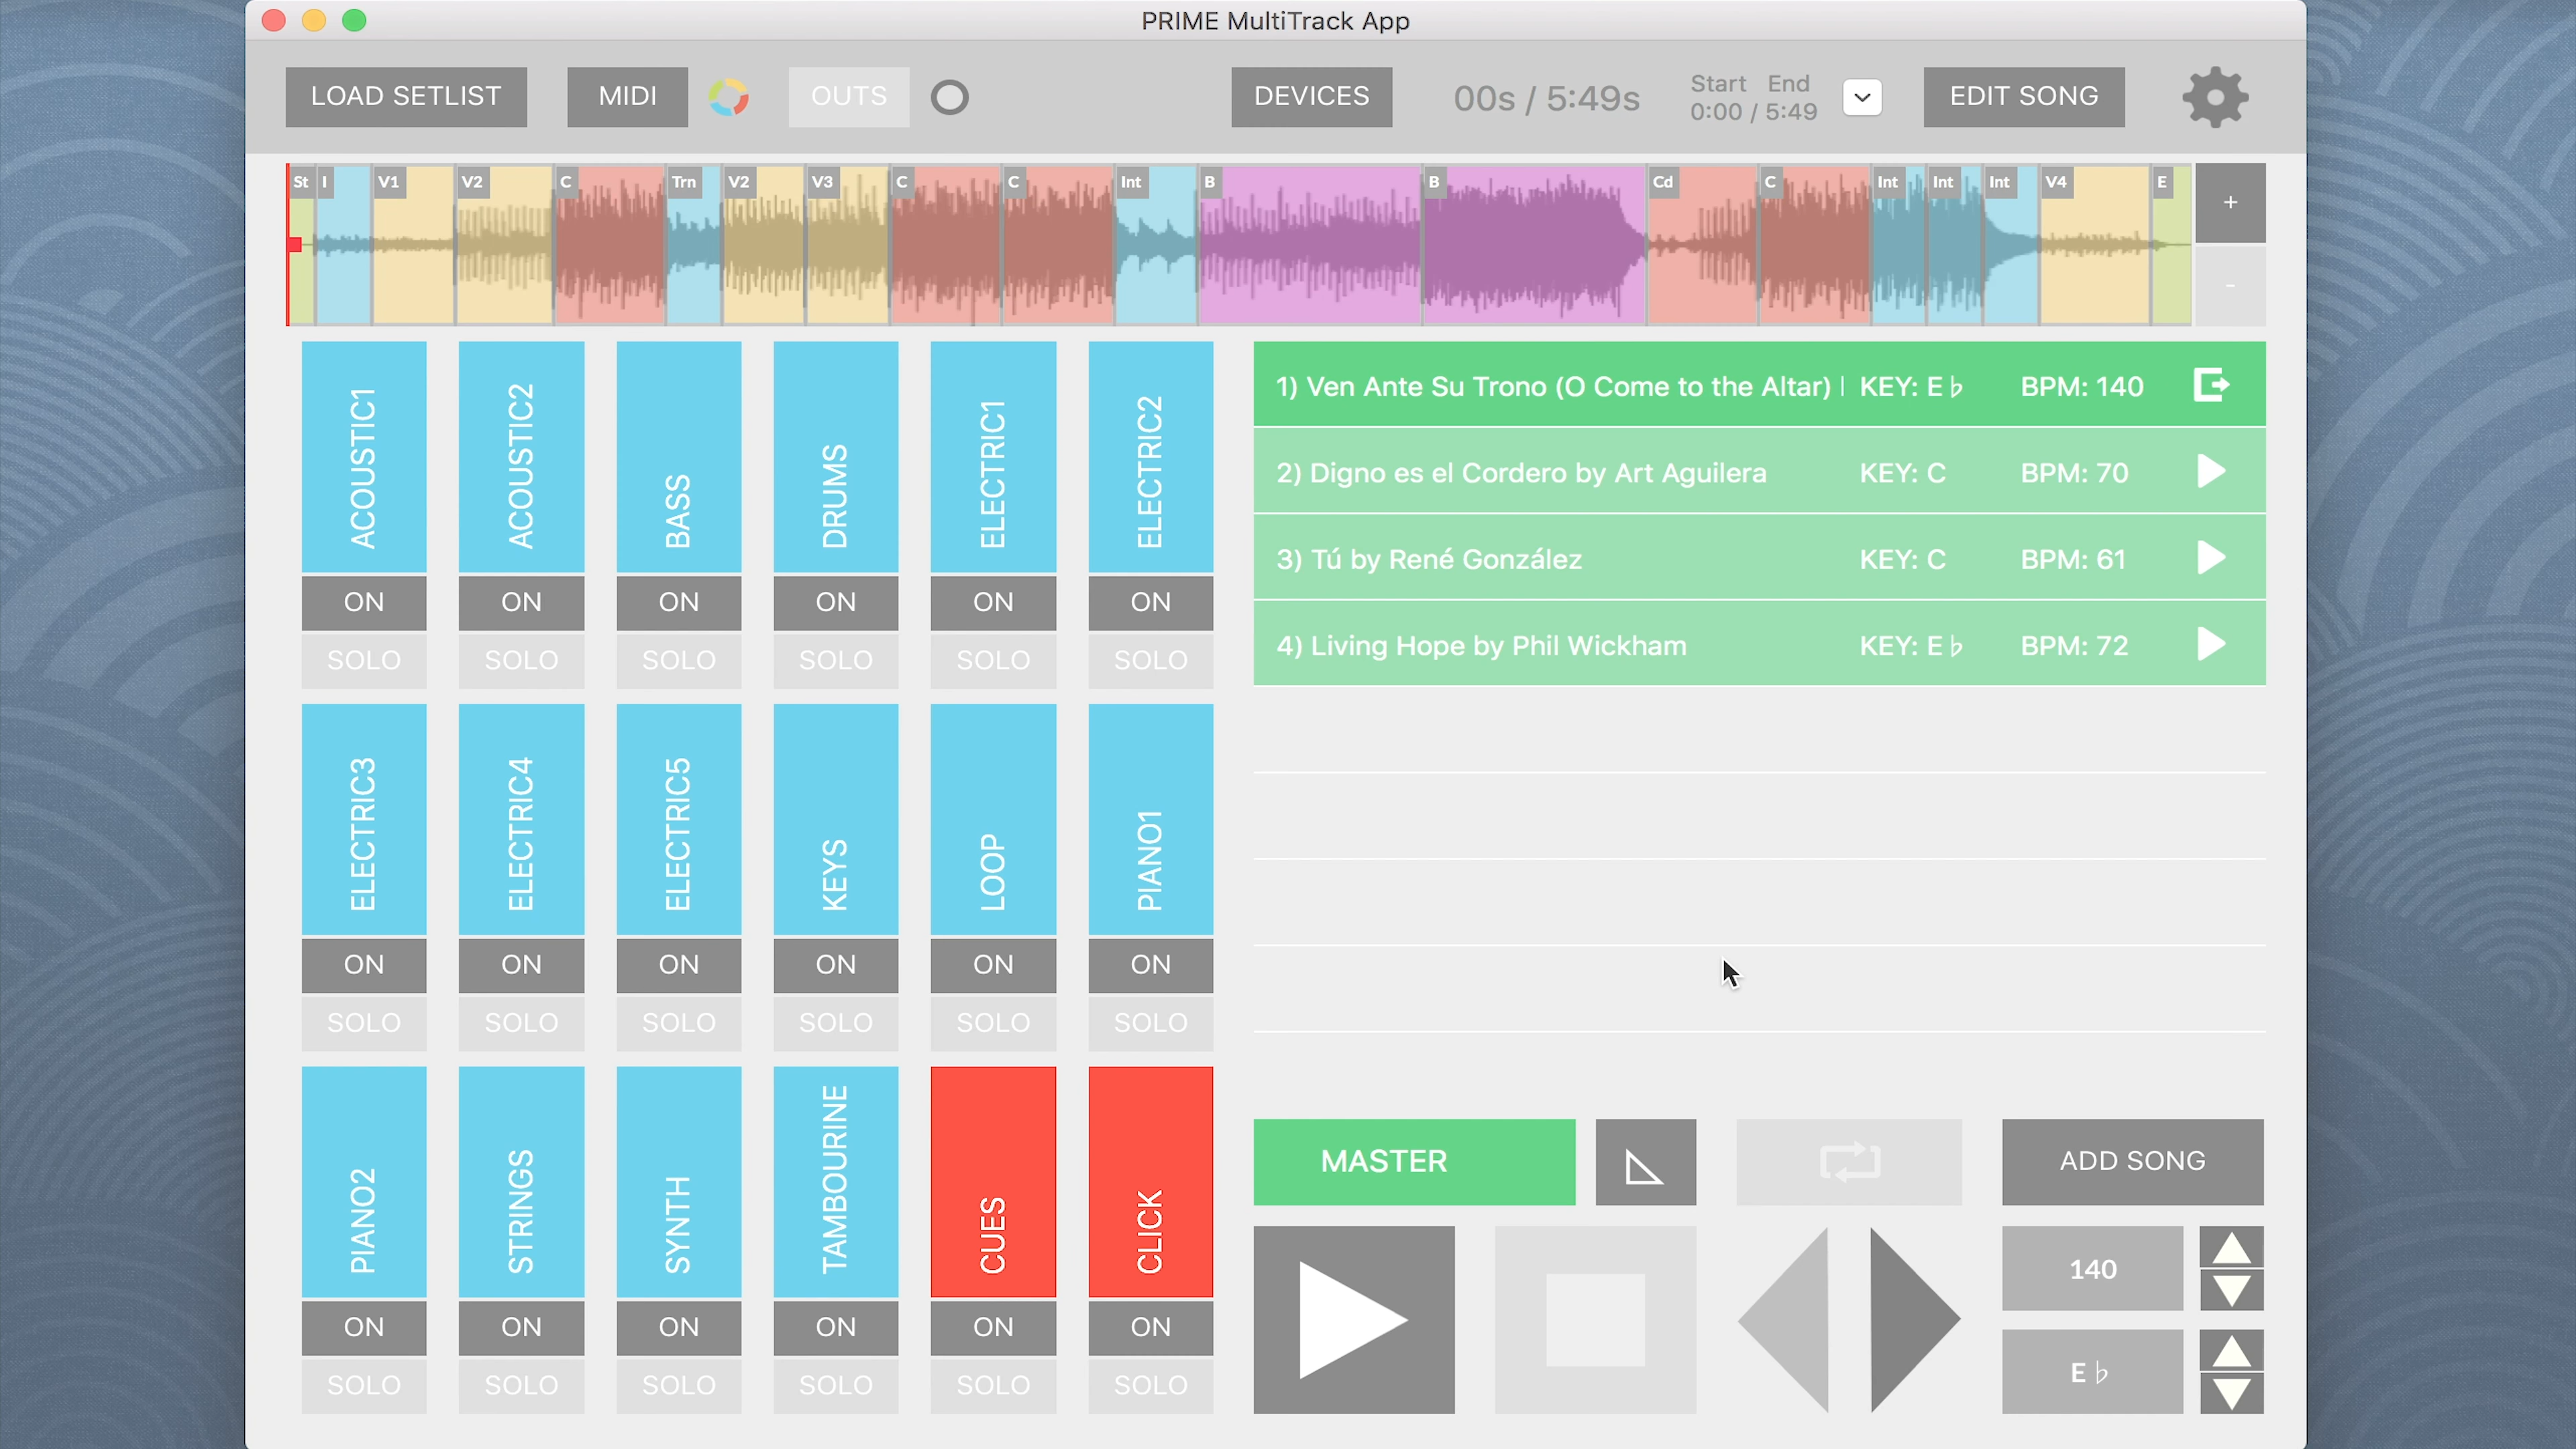 PRIME MultiTrack App
LOAD SETLIST MIDI OUTS DEVICES 00s / 5:49s Start End EDIT SONG
0:00 / 5:49
St I V1 V2 C Trn V2 V3 C C Int B B Cd C Int Int Int V4 E +
-
ACOUSTIC1 ACOUSTIC2 BASS DRUMS ELECTRIC1 ELECTRIC2
ON ON ON ON ON ON
SOLO SOLO SOLO SOLO SOLO SOLO
ELECTRIC3 ELECTRIC4 ELECTRIC5 KEYS LOOP PIANO1
ON ON ON ON ON ON
SOLO SOLO SOLO SOLO SOLO SOLO
PIANO2 STRINGS SYNTH TAMBOURINE CUES CLICK
ON ON ON ON ON ON
SOLO SOLO SOLO SOLO SOLO SOLO
1) Ven Ante Su Trono (O Come to the Altar) KEY: E♭ BPM: 140
2) Digno es el Cordero by Art Aguilera KEY: C BPM: 70
3) Tú by René González KEY: C BPM: 61
4) Living Hope by Phil Wickham KEY: E♭ BPM: 72
MASTER ADD SONG
140
E♭